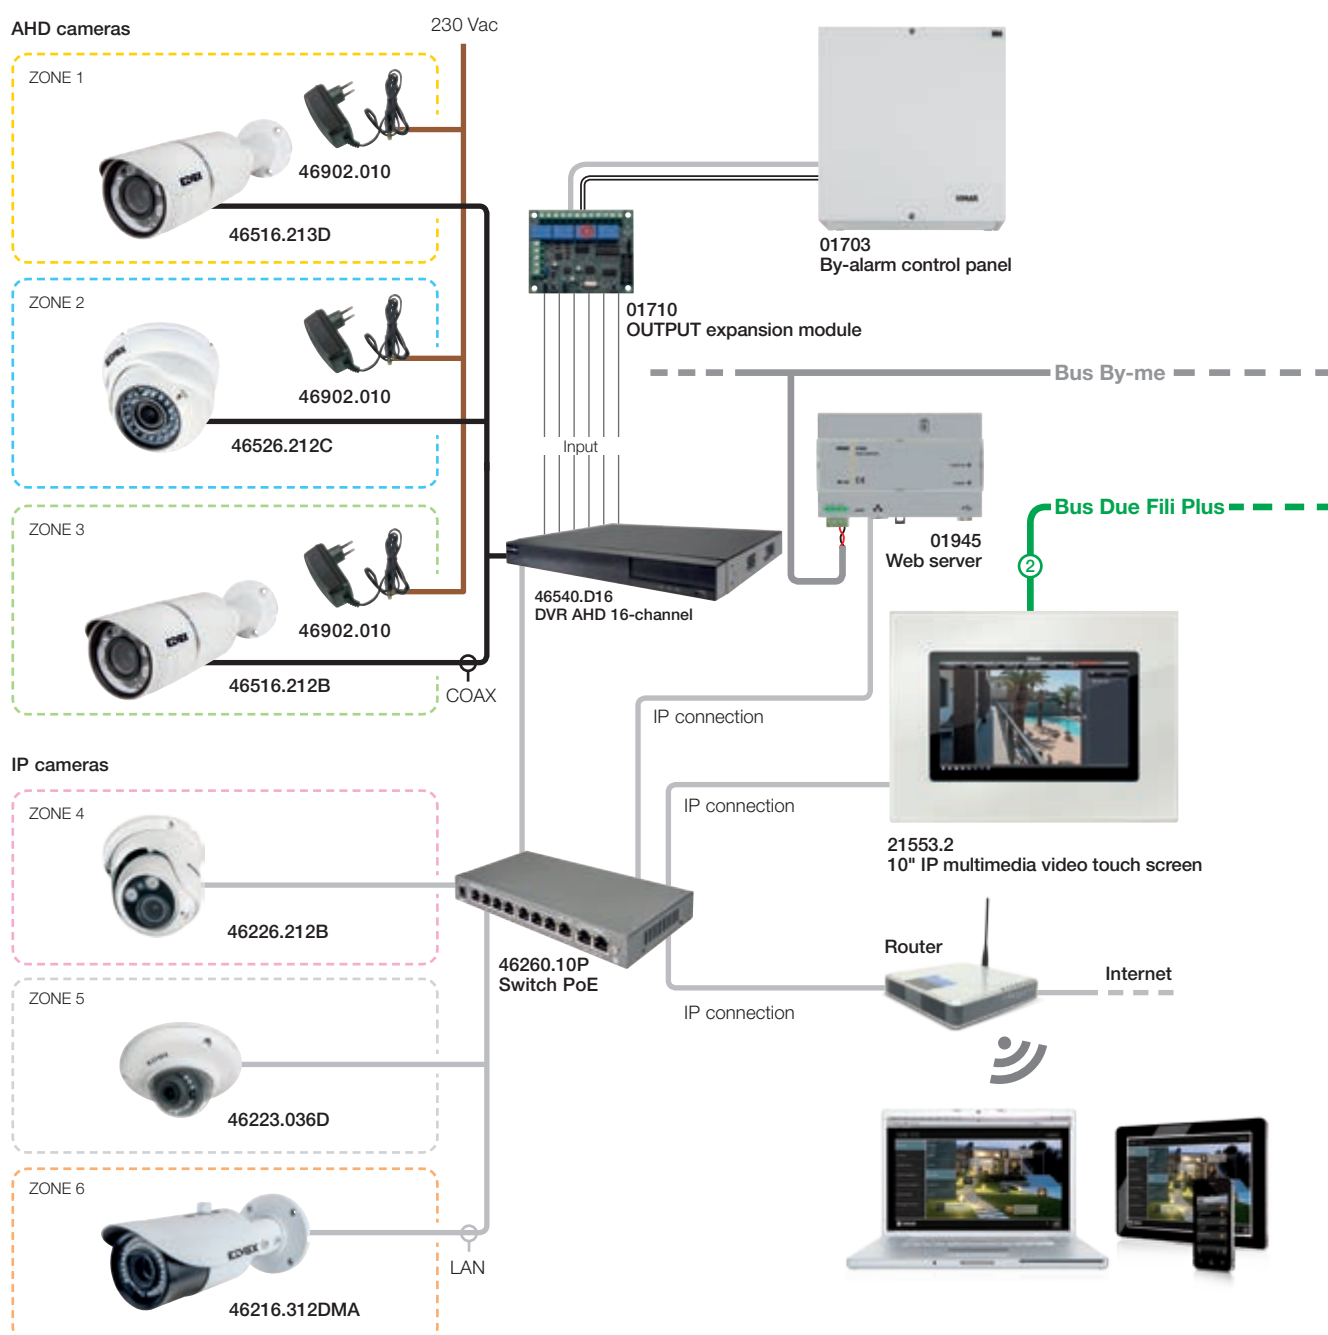 AHD cameras
230 Vac
ZONE 1
46902.010
46516.213D
ZONE 2
46902.010
46526.212C
ZONE 3
46902.010
46516.212B
COAX
01703
By-alarm control panel
01710
OUTPUT expansion module
Bus By-me
Input
Bus Due Fili Plus
2
01945
Web server
46540.D16
DVR AHD 16-channel
IP connection
IP connection
21553.2
10" IP multimedia video touch screen
IP cameras
ZONE 4
46226.212B
46260.10P
Switch PoE
Router
Internet
IP connection
ZONE 5
46223.036D
ZONE 6
LAN
46216.312DMA